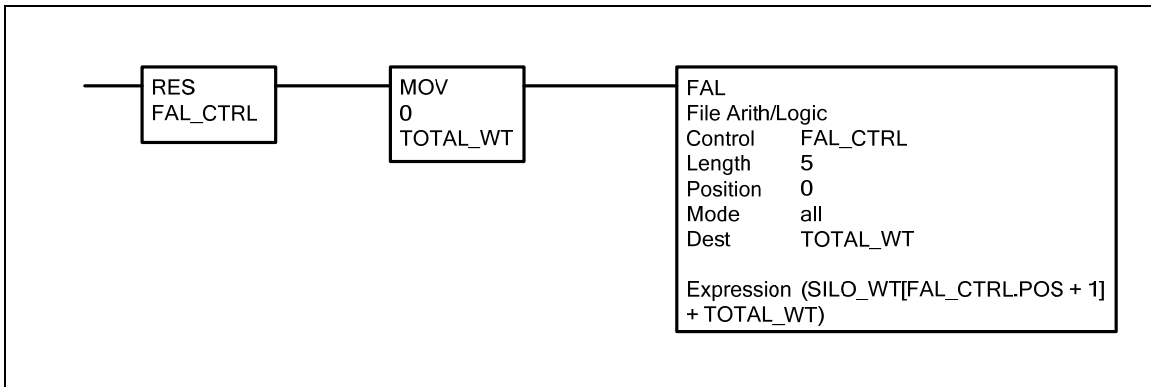 RES
FAL_CTRL
MOV
0
TOTAL_WT
FAL
File Arith/Logic
Control FAL_CTRL
Length 5
Position 0
Mode all
Dest TOTAL_WT
Expression (SILO_WT[FAL_CTRL.POS + 1]
+ TOTAL_WT)